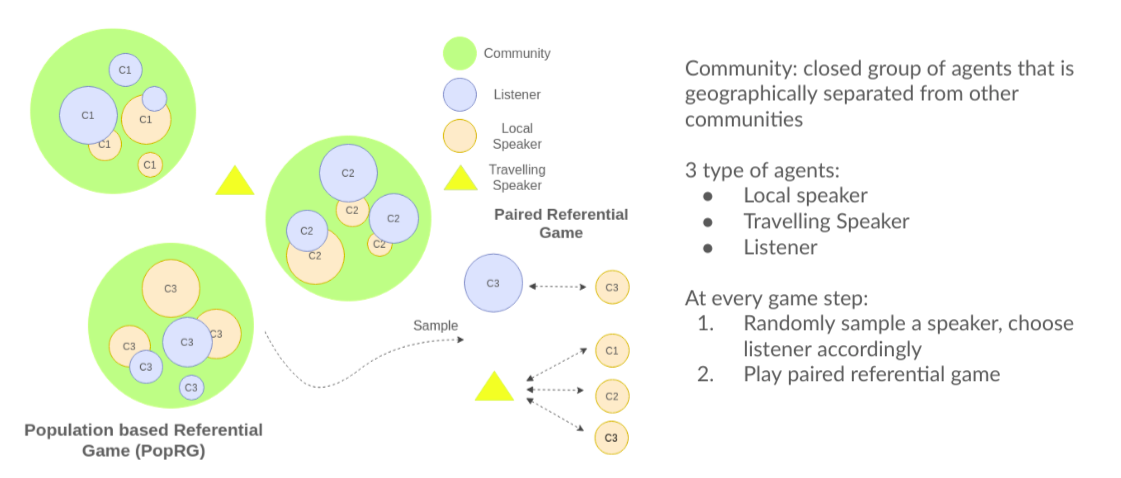 C1
C1
C1
C1
C1
Community
Listener
Local
Speaker
Travelling
Speaker
C2
C2
C2
C2
C2
C2
Paired Referential
Game
C3
C3
C3
C3
C3
C3
Sample
C3
C3
C1
C2
C3
Population based Referential
Game (PopRG)
Community: closed group of agents that is
geographically separated from other
communities
3 type of agents:
● Local speaker
● Travelling Speaker
● Listener
At every game step:
1. Randomly sample a speaker, choose
listener accordingly
2. Play paired referential game